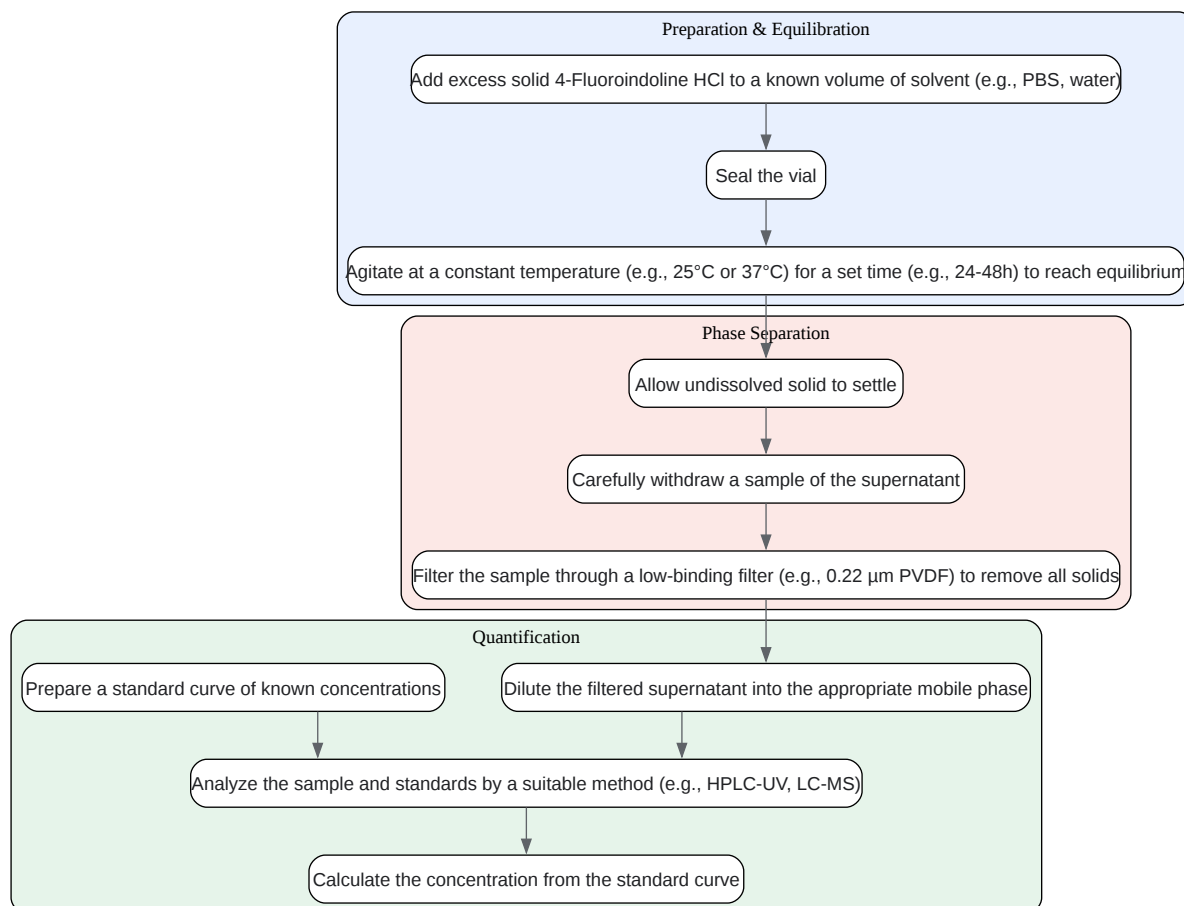 Preparation & Equilibration
Add excess solid 4-Fluoroindoline HCl to a known volume of solvent (e.g., PBS, water)
Seal the vial
Agitate at a constant temperature (e.g., 25°C or 37°C) for a set time (e.g., 24-48h) to reach equilibrium
Phase Separation
Allow undissolved solid to settle
Carefully withdraw a sample of the supernatant
Filter the sample through a low-binding filter (e.g., 0.22 µm PVDF) to remove all solids
Quantification
Prepare a standard curve of known concentrations
Dilute the filtered supernatant into the appropriate mobile phase
Analyze the sample and standards by a suitable method (e.g., HPLC-UV, LC-MS)
Calculate the concentration from the standard curve